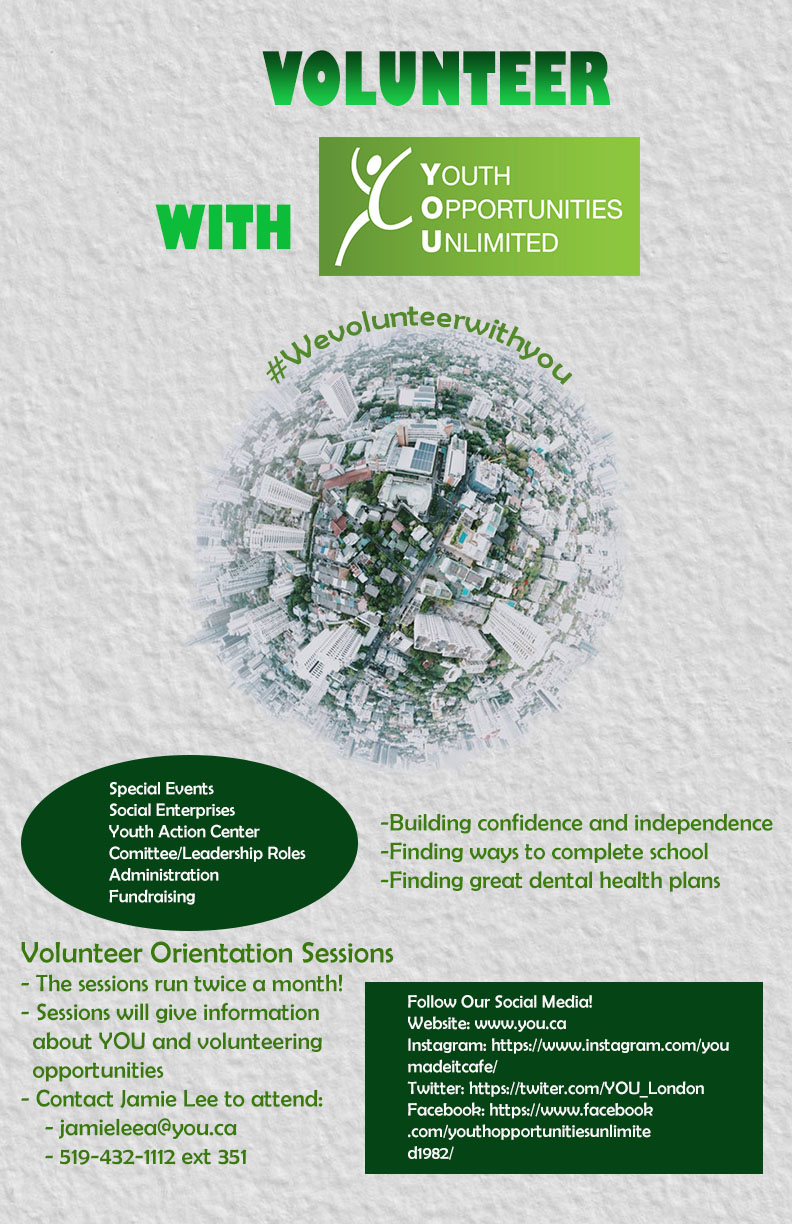 VOLUNTEER
WITH
YOUTH
OPPORTUNITIES
UNLIMITED
#Wevolunteerwithyou
Special Events
Social Enterprises
Youth Action Center
Comittee/Leadership Roles
Administration
Fundraising
-Building confidence and independence
-Finding ways to complete school
-Finding great dental health plans
Volunteer Orientation Sessions
- The sessions run twice a month!
- Sessions will give information
about YOU and volunteering
opportunities
- Contact Jamie Lee to attend:
- jamieleea@you.ca
- 519-432-1112 ext 351
Follow Our Social Media!
Website: www.you.ca
Instagram: https://www.instagram.com/you
madeitcafe/
Twitter: https://twiter.com/YOU_London
Facebook: https://www.facebook
.com/youthopportunitiesunlimite
d1982/